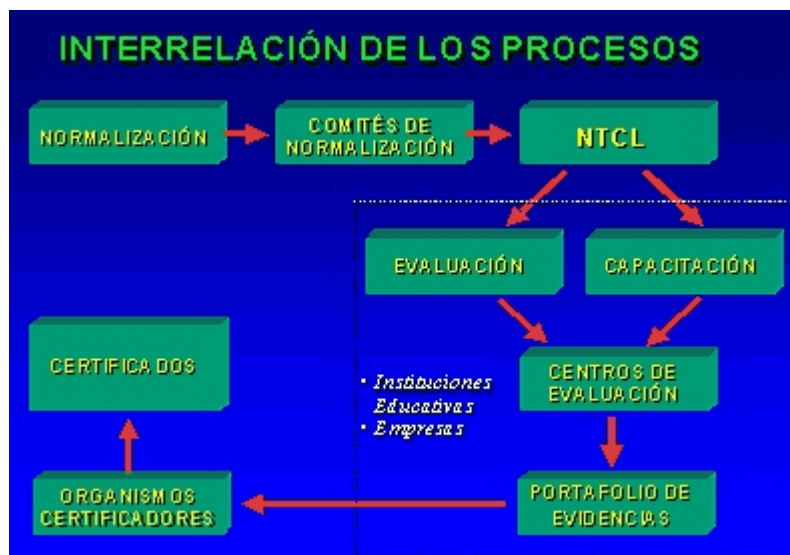 INTERRELACIÓN DE LOS PROCESOS
NORMALIZACIÓN
COMITÉS DE
NORMALIZACIÓN
NTCL
EVALUACIÓN
CAPACITACIÓN
CENTROS DE
EVALUACIÓN
• Instituciones
Educativas
• Empresas
PORTAFOLIO DE
EVIDENCIAS
ORGANISMOS
CERTIFICADORES
CERTIFICADOS